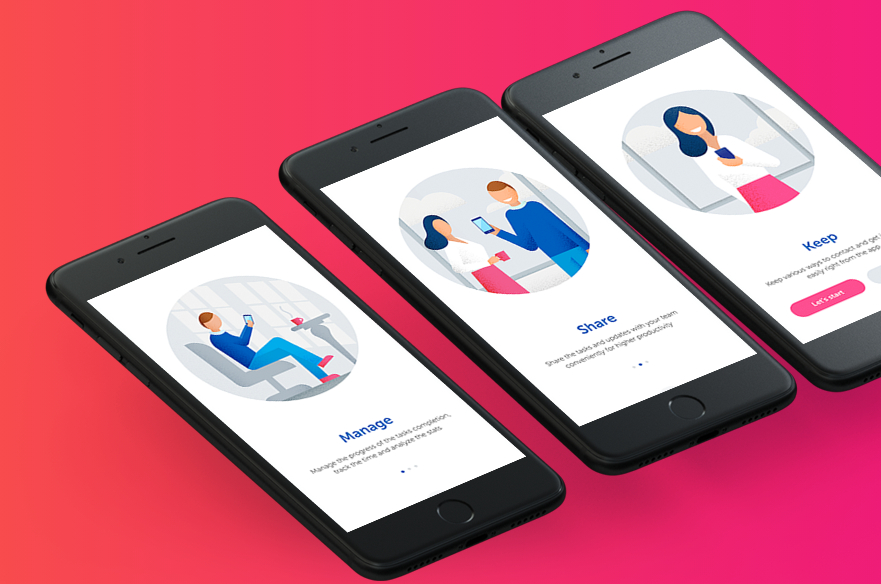 Manage
Manage the progress of the tasks completion,
track the time and analyze the stats
Share
Share the tasks and updates with your team
conveniently for higher productivity
Keep
Keep various ways to contact and get
easily right from the app
Let's start